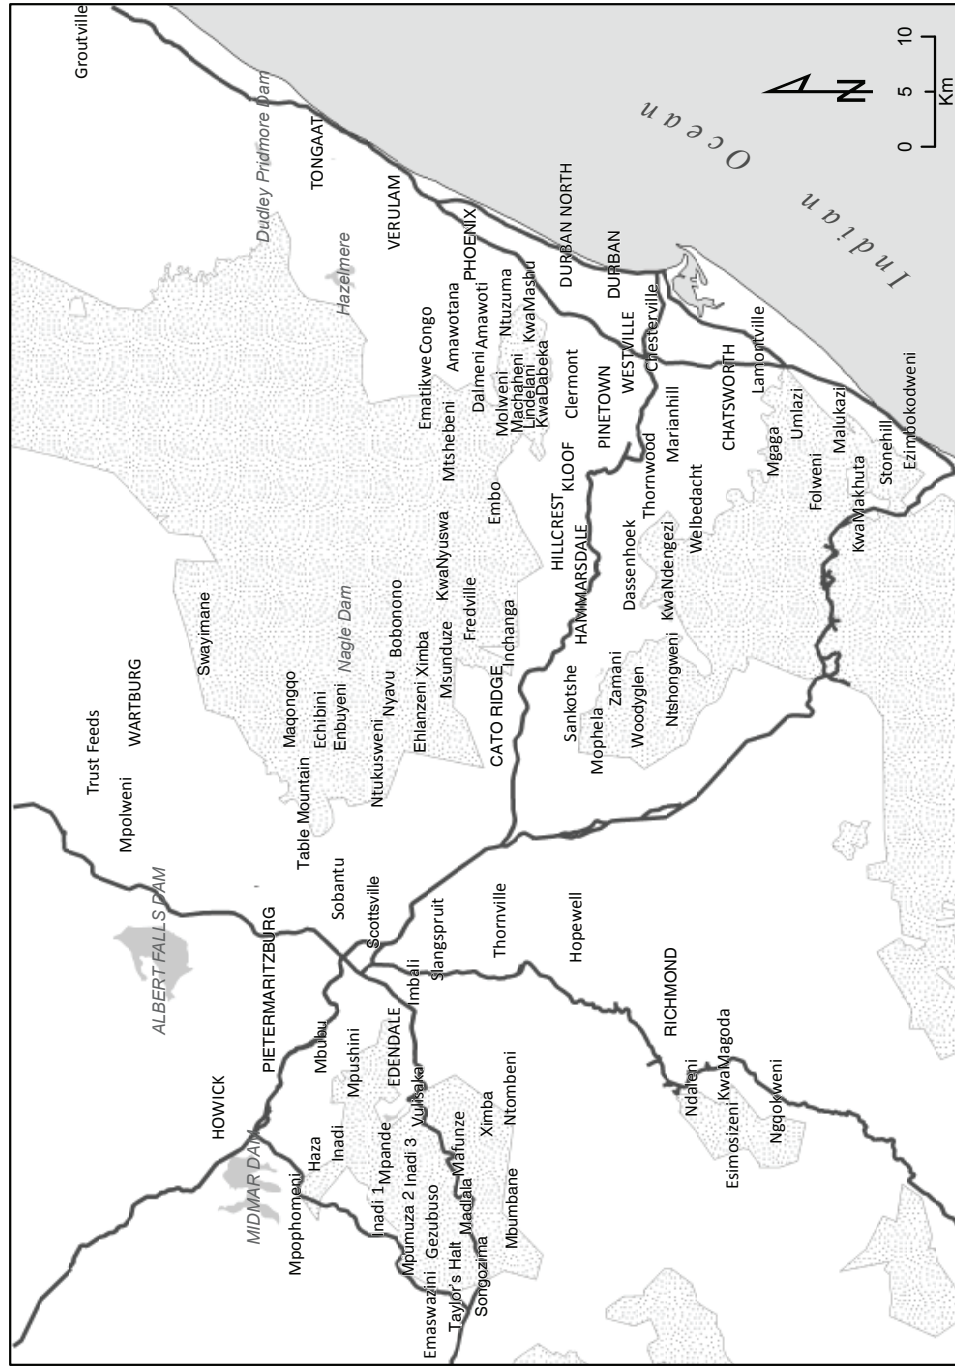 Groutville
Dudley Pridmore Dam
TONGAAT
Hazelmere
VERULAM
PHOENIX
DURBAN NORTH
DURBAN
Indian Ocean
N
0 5 10
Km
Ematikwe
Congo
Amawotana
Amawoti
Ntuzuma
KwaMashu
Mtshebeni
Dalmeni
Molweni
Machaheni
Lindelani
KwaDabeka
Clermont
PINETOWN
WESTVILLE
Chesterville
Embo
KLOOF
HILLCREST
HAMMARSDALE
Thornwood
Marianhill
CHATSWORTH
Lamontville
Dassenhoek
KwaNdengezi
Welbedacht
Mgaga
Umlazi
Folweni
Malukazi
KwaMakhuta
Stonehill
Ezimbokodweni
Trust Feeds
WARTBURG
Mpolweni
Swayimane
Nagle Dam
Maqongqo
Echibini
Enbuyeni
Table Mountain
Ntukusweni
Nyavu
Bobonono
Ehlanzeni
Ximba
Msunduze
KwaNyuswa
Fredville
Inchanga
CATO RIDGE
Sankotshe
Mophela
Zamani
Woodyglen
Ntshongweni
ALBERT FALLS DAM
PIETERMARITZBURG
Sobantu
Scottsville
Slangspruit
Imbali
Thornville
Hopewell
RICHMOND
HOWICK
MIDMAR DAM
Mpophomeni
Haza
Inadi
Mbubu
Mpushini
EDENDALE
Vulisaka
Inadi 1
Mpande
Mpumuza 2
Inadi 3
Emaswazini
Gezubuso
Taylor's Halt
Madlala
Mafunze
Songozima
Ximba
Ntombeni
Mbumbane
Ndaleni
KwaMagoda
Esimosizeni
Ngqokweni